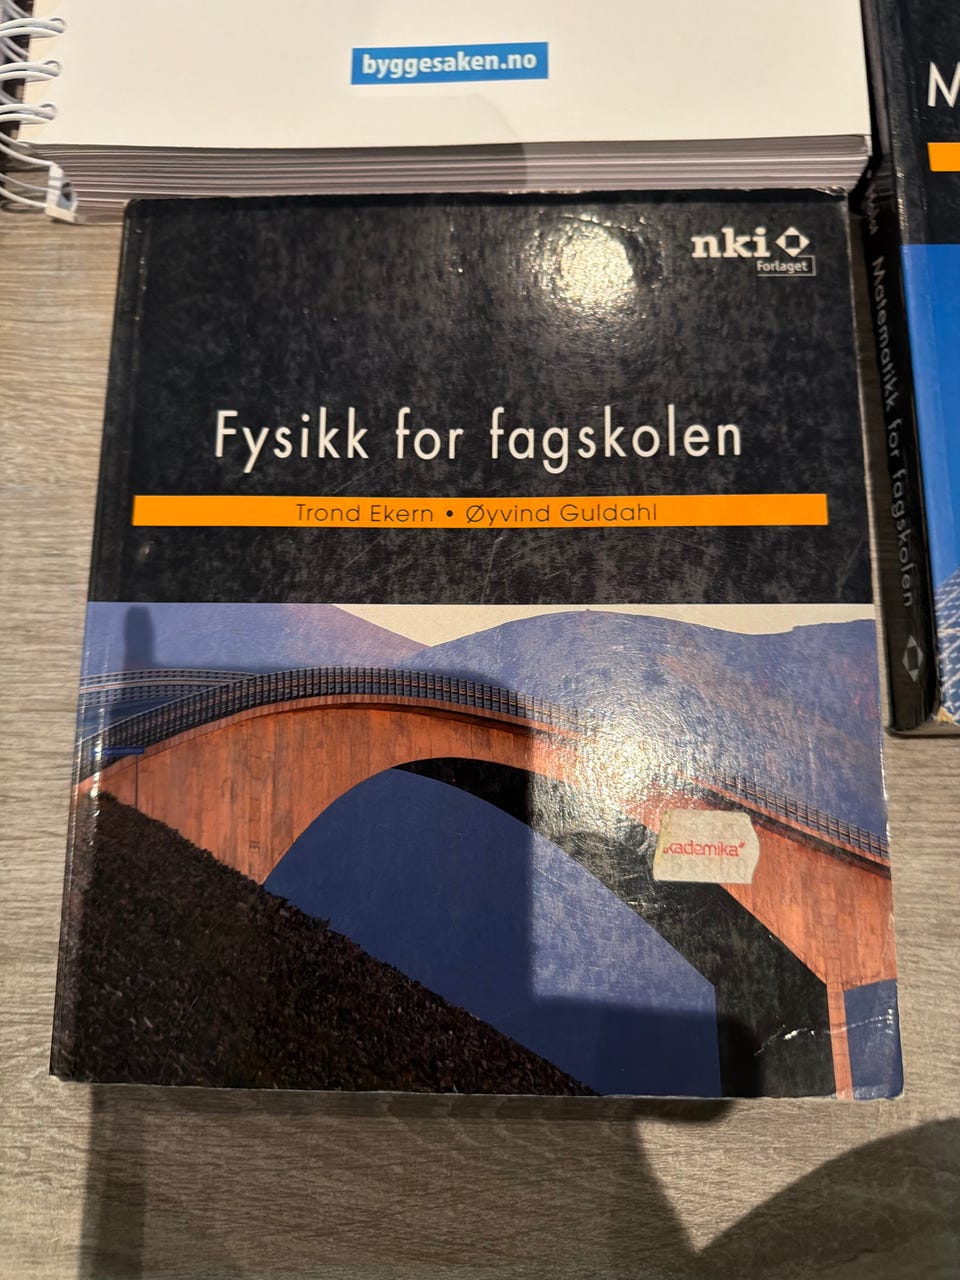 byggesaken.no
nki
Forlaget
Fysikk for fagskolen
Trond Ekern • Øyvind Guldahl
kademika
M
Matematikk for fagskolen